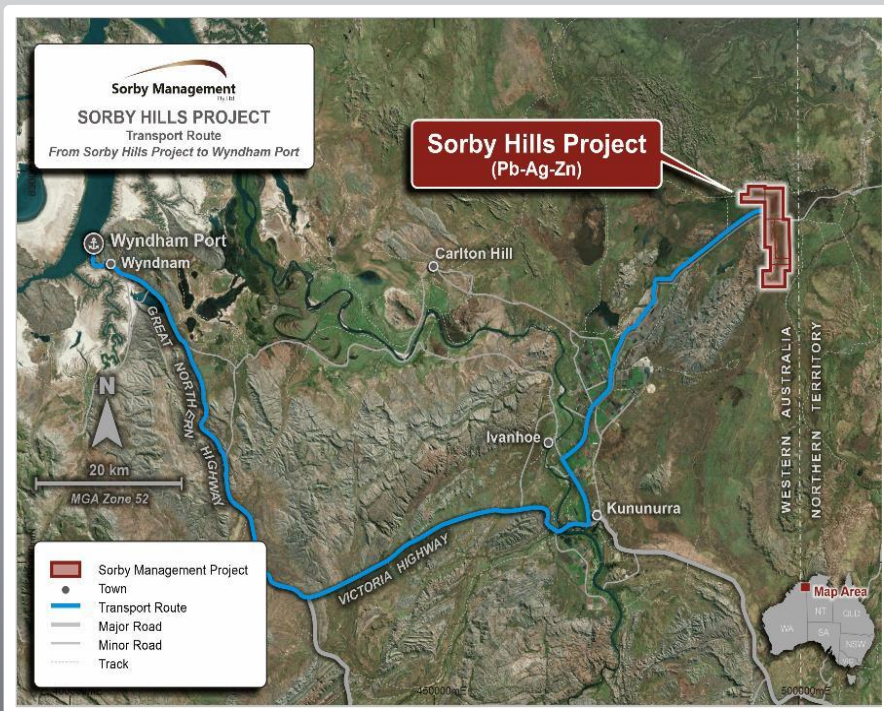 Sorby Management
Pty Ltd
SORBY HILLS PROJECT
Transport Route
From Sorby Hills Project to Wyndham Port
Sorby Hills Project
(Pb-Ag-Zn)
Wyndham Port
Wyndnam
Carlton Hill
GREAT NORTHERN HIGHWAY
WESTERN AUSTRALIA
NORTHERN TERRITORY
N
20 km
MGA Zone 52
Ivanhoe
Kununurra
VICTORIA HIGHWAY
Sorby Management Project
Town
Transport Route
Major Road
Minor Road
Track
Map Area
WA
NT
QLD
SA
NSW
450000mE
500000mE